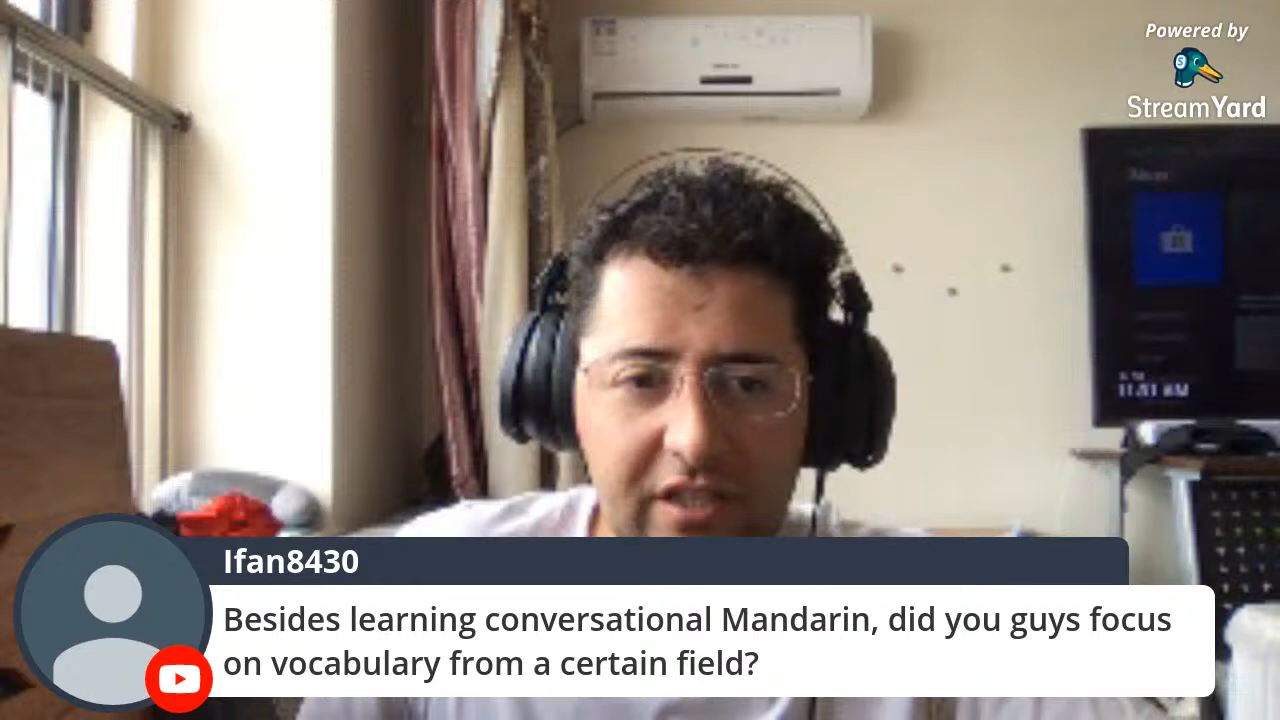 Powered by
StreamYard
Ifan8430
Besides learning conversational Mandarin, did you guys focus
on vocabulary from a certain field?